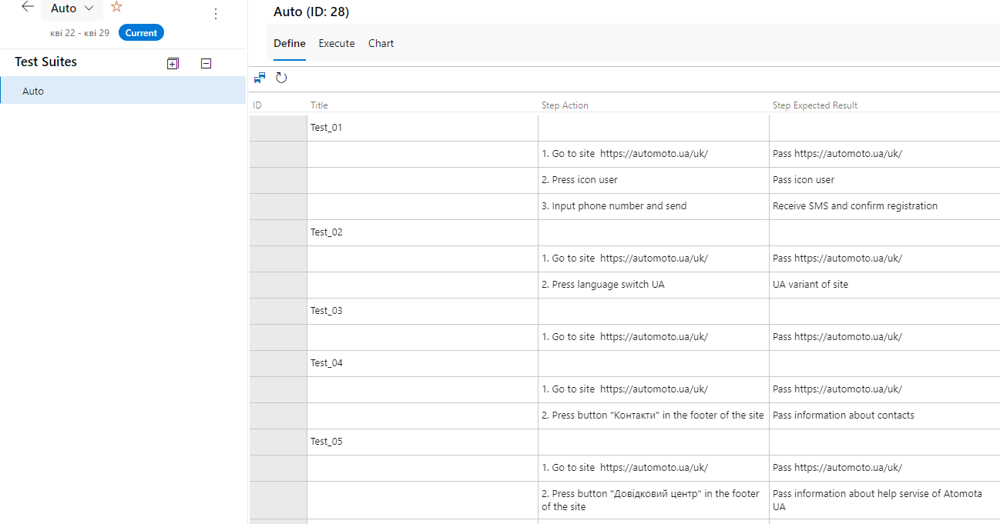 Auto
кві 22 - кві 29 Current
Test Suites
Auto
Auto (ID: 28)
Define Execute Chart
ID Title Step Action Step Expected Result
Test_01
1. Go to site https://automoto.ua/uk/ Pass https://automoto.ua/uk/
2. Press icon user Pass icon user
3. Input phone number and send Receive SMS and confirm registration
Test_02
1. Go to site https://automoto.ua/uk/ Pass https://automoto.ua/uk/
2. Press language switch UA UA variant of site
Test_03
1. Go to site https://automoto.ua/uk/ Pass https://automoto.ua/uk/
Test_04
1. Go to site https://automoto.ua/uk/ Pass https://automoto.ua/uk/
2. Press button "Контакти" in the footer of the site Pass information about contacts
Test_05
1. Go to site https://automoto.ua/uk/ Pass https://automoto.ua/uk/
2. Press button "Довідковий центр" in the footer
of the site
Pass information about help servise of Atomota
UA